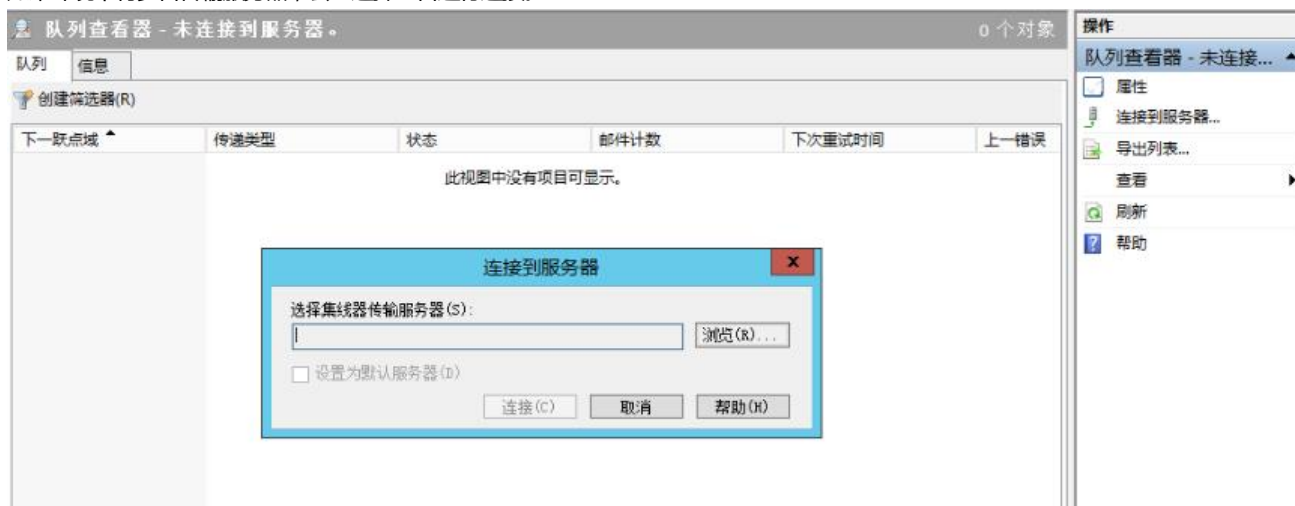 队列查看器 - 未连接到服务器。
0 个对象
队列
信息
创建筛选器(R)
下一跃点域
传递类型
状态
邮件计数
下次重试时间
上一错误
此视图中没有项目可显示。
连接到服务器
x
选择集线器传输服务器(S):
浏览(R)...
设置为默认服务器(D)
连接(C)
取消
帮助(H)
操作
队列查看器 - 未连接...
属性
连接到服务器...
导出列表...
查看
刷新
帮助